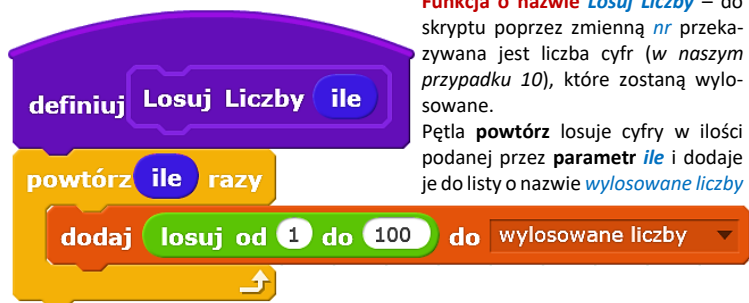 Funkcja o nazwie Losuj Liczby – do
skryptu poprzez zmienną nr przeka-
zywana jest liczba cyfr (w naszym
przypadku 10), które zostaną wylo-
sowane.
Pętla powtórz losuje cyfry w ilości
podanej przez parametr ile i dodaje
je do listy o nazwie wylosowane liczby
definiuj Losuj Liczby ile
powtórz ile razy
dodaj losuj od 1 do 100 do wylosowane liczby